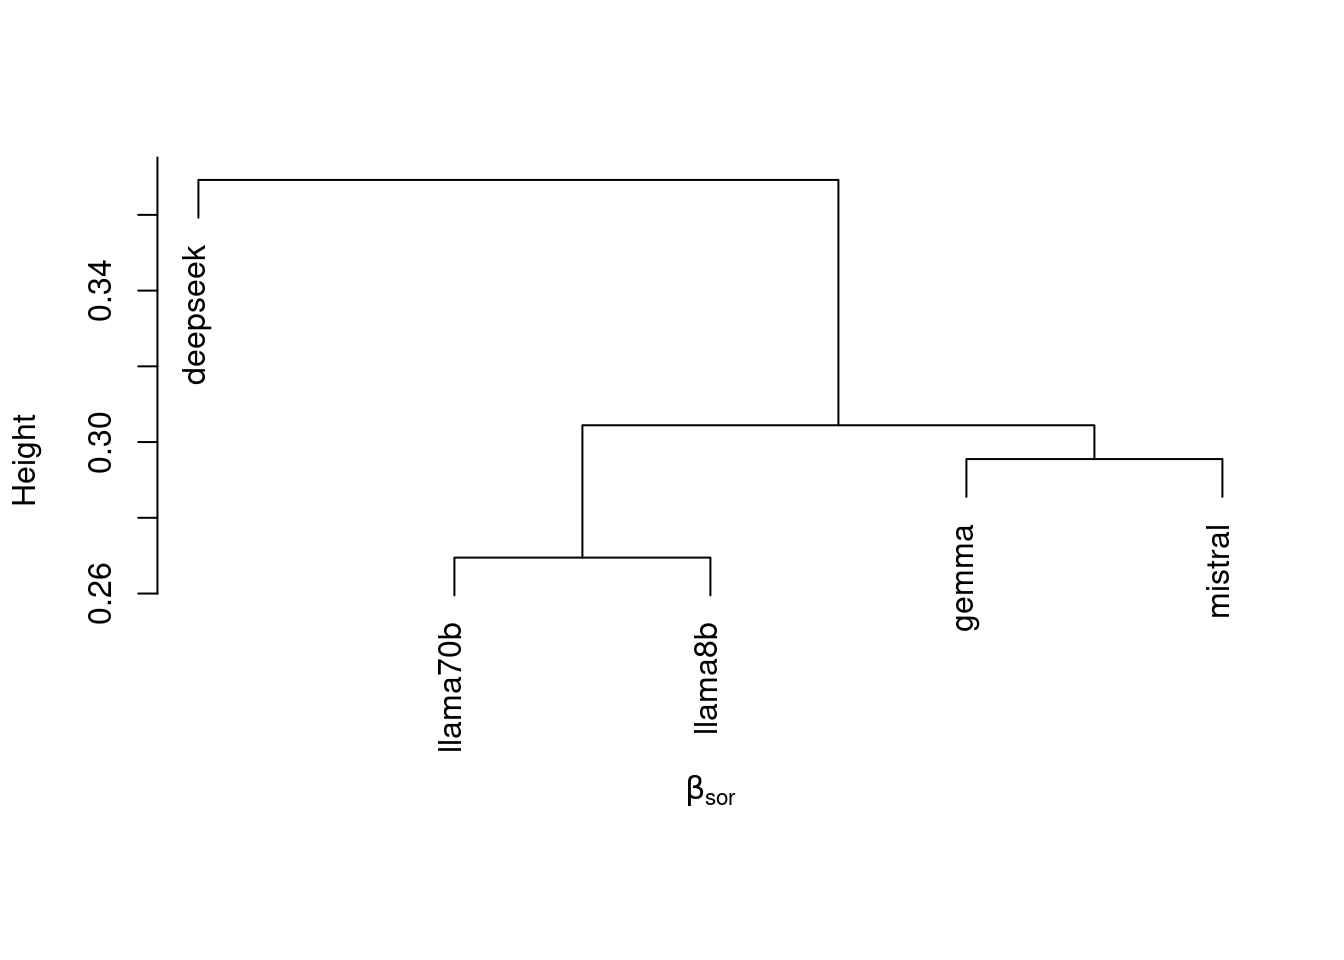 Height
0.34
0.30
0.26
deepseek
llama70b
llama8b
gemma
mistral
βsor